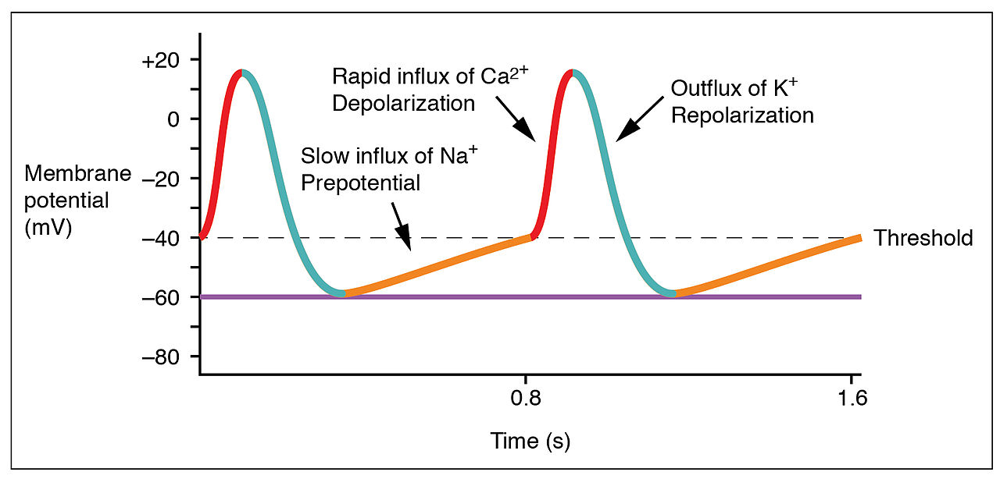 +20
0
–20
–40
–60
–80
Membrane
potential
(mV)
Rapid influx of Ca²⁺
Depolarization
Outflux of K⁺
Repolarization
Slow influx of Na⁺
Prepotential
Threshold
0.8
1.6
Time (s)